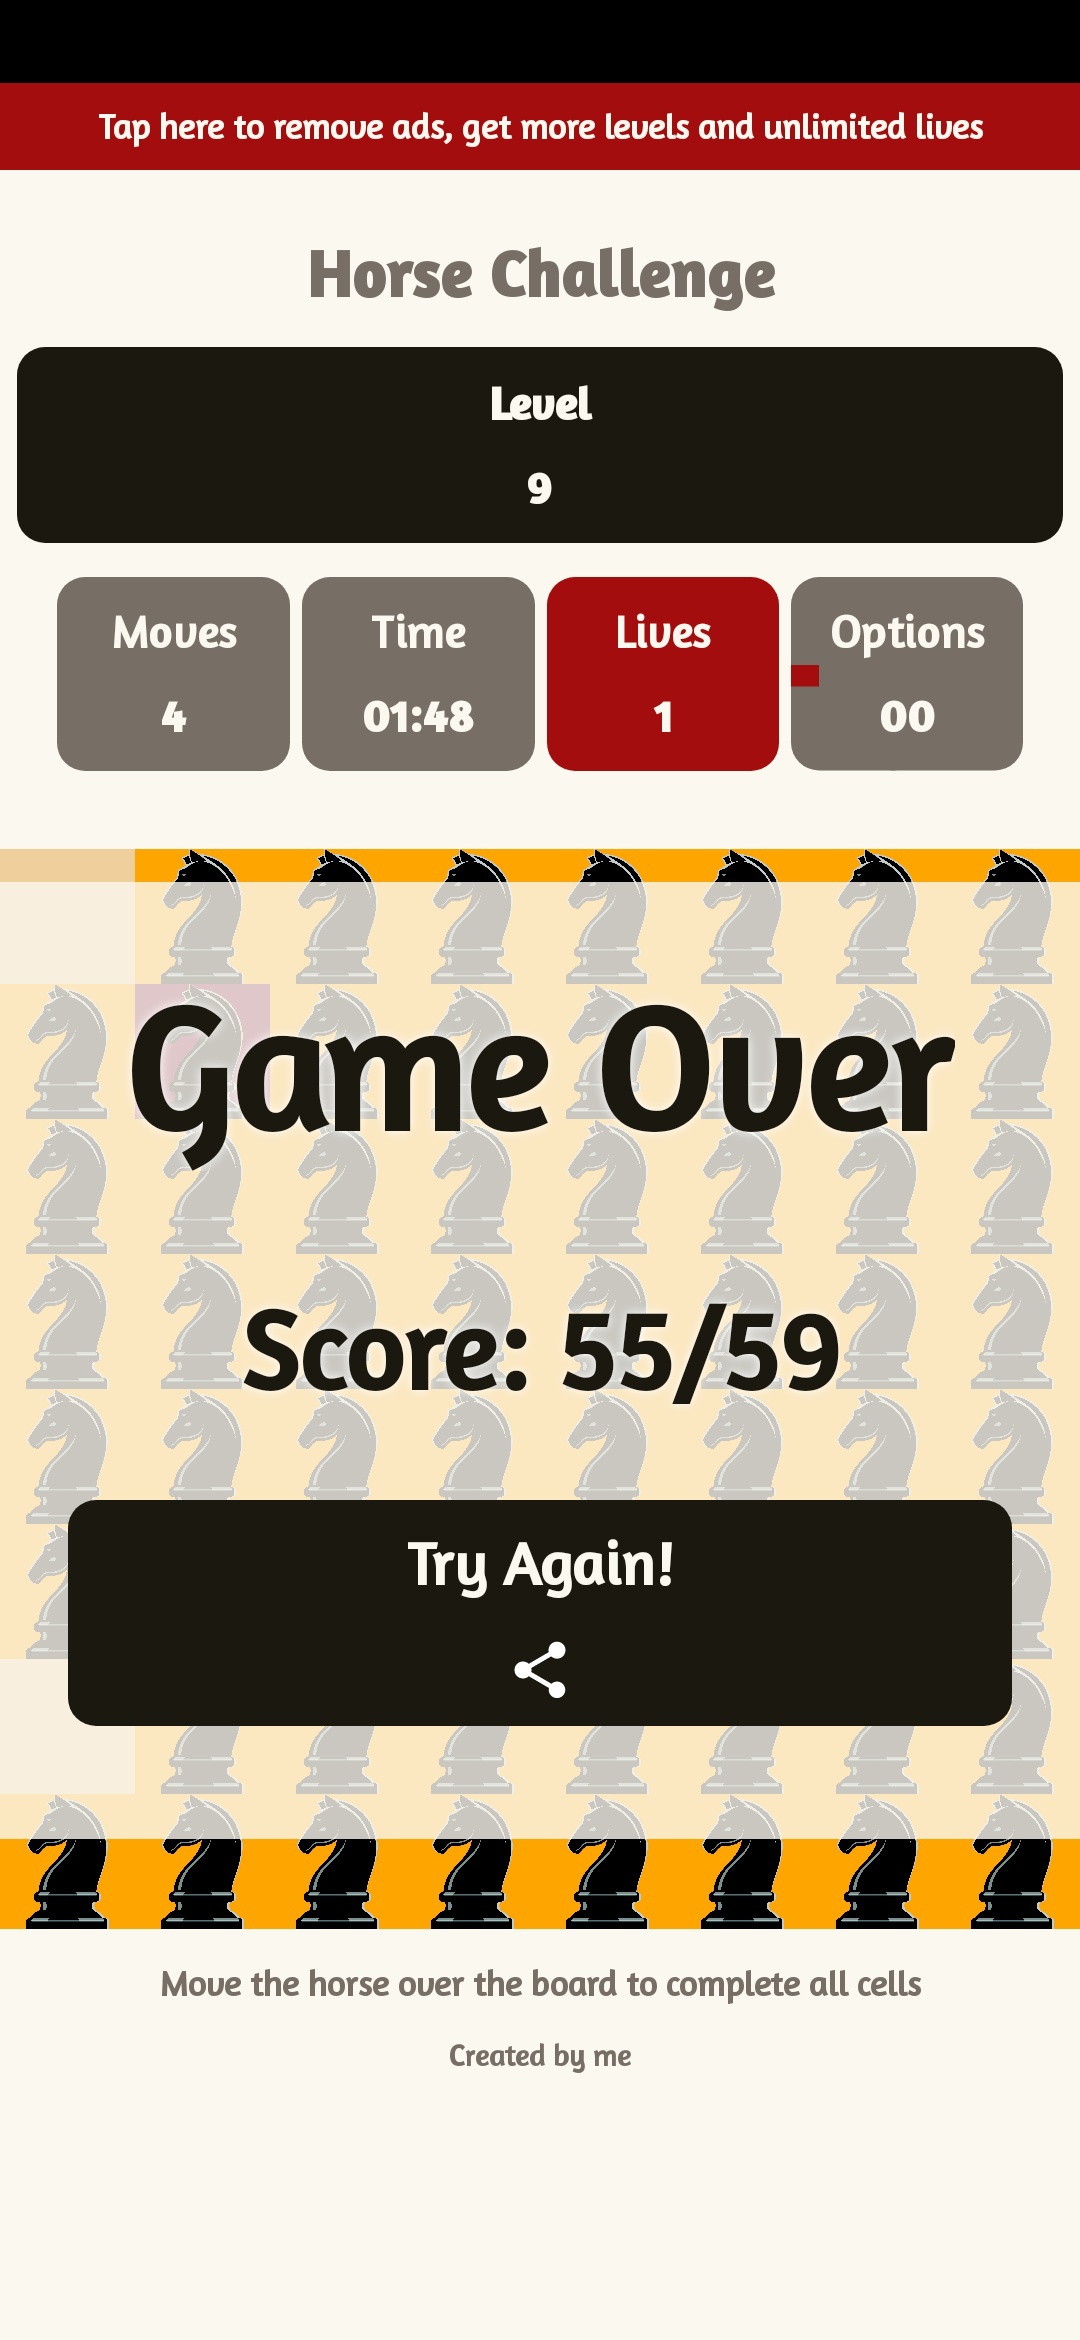 Tap here to remove ads, get more levels and unlimited lives
Horse Challenge
Level
9
Moves
Time
Lives
Options
4
01:48
1
00
Game Over
Score: 55/59
Try Again!
Move the horse over the board to complete all cells
Created by me